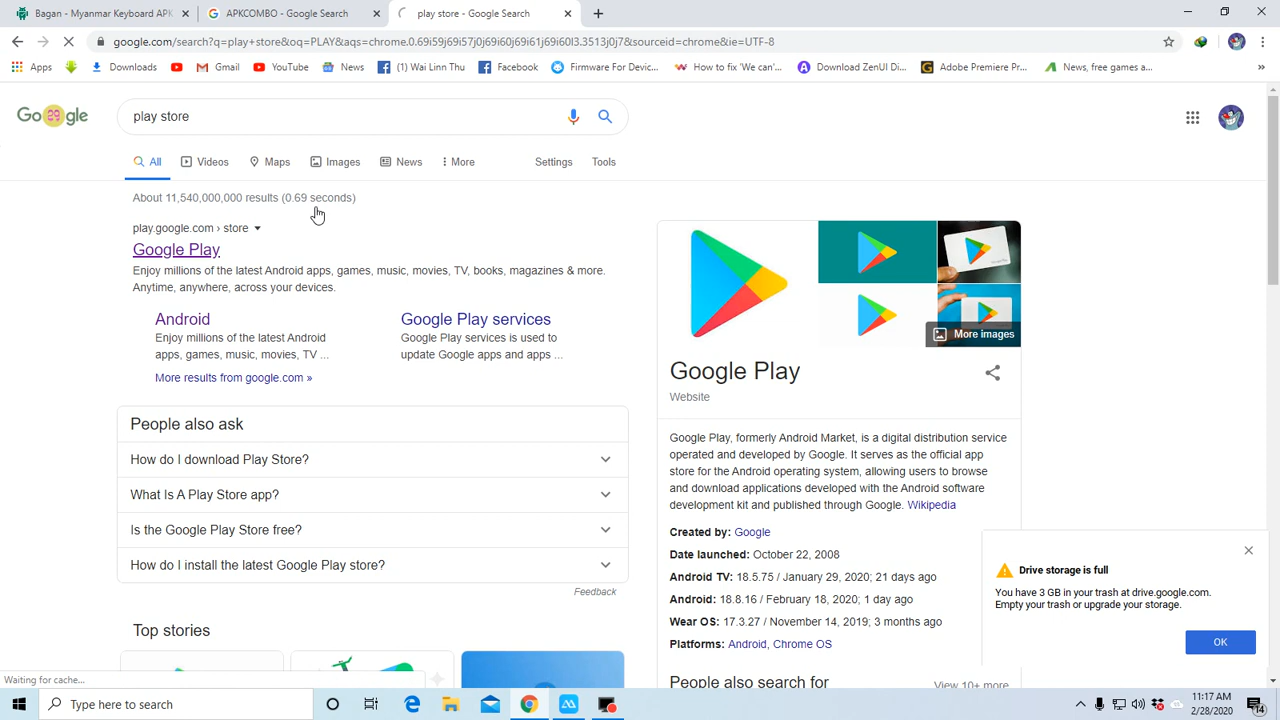 Bagan - Myanmar Keyboard APK
APKCOMBO - Google Search
play store - Google Search
google.com/search?q=play+store&oq=PLAY&aqs=chrome.0.69i59j69i57j0j69i60j69i61j69i60l3.3513j0j7&sourceid=chrome&ie=UTF-8
Apps
Downloads
Gmail
YouTube
News
(1) Wai Linn Thu
Facebook
Firmware For Device...
How to fix 'We can'...
Download ZenUI Di...
Adobe Premiere Pr...
News, free games a...
»
Google
play store
All
Videos
Maps
Images
News
More
Settings
Tools
About 11,540,000,000 results (0.69 seconds)
play.google.com › store
Google Play
Enjoy millions of the latest Android apps, games, music, movies, TV, books, magazines & more.
Anytime, anywhere, across your devices.
Android
Enjoy millions of the latest Android
apps, games, music, TV ...
Google Play services
Google Play services is used to
update Google apps and apps ...
More results from google.com »
People also ask
How do I download Play Store?
What Is A Play Store app?
Is the Google Play Store free?
How do I install the latest Google Play store?
Feedback
Top stories
More images
Google Play
Website
Google Play, formerly Android Market, is a digital distribution service
operated and developed by Google. It serves as the official app
store for the Android operating system, allowing users to browse
and download applications developed with the Android software
development kit and published through Google. Wikipedia
Created by: Google
Date launched: October 22, 2008
Android TV: 18.5.75 / January 29, 2020; 21 days ago
Android: 18.8.16 / February 18, 2020; 1 day ago
Wear OS: 17.3.27 / November 14, 2019; 3 months ago
Platforms: Android, Chrome OS
People also search for
View 10+ more
Drive storage is full
You have 3 GB in your trash at drive.google.com.
Empty your trash or upgrade your storage.
OK
Waiting for cache...
Type here to search
11:17 AM
2/28/2020
14